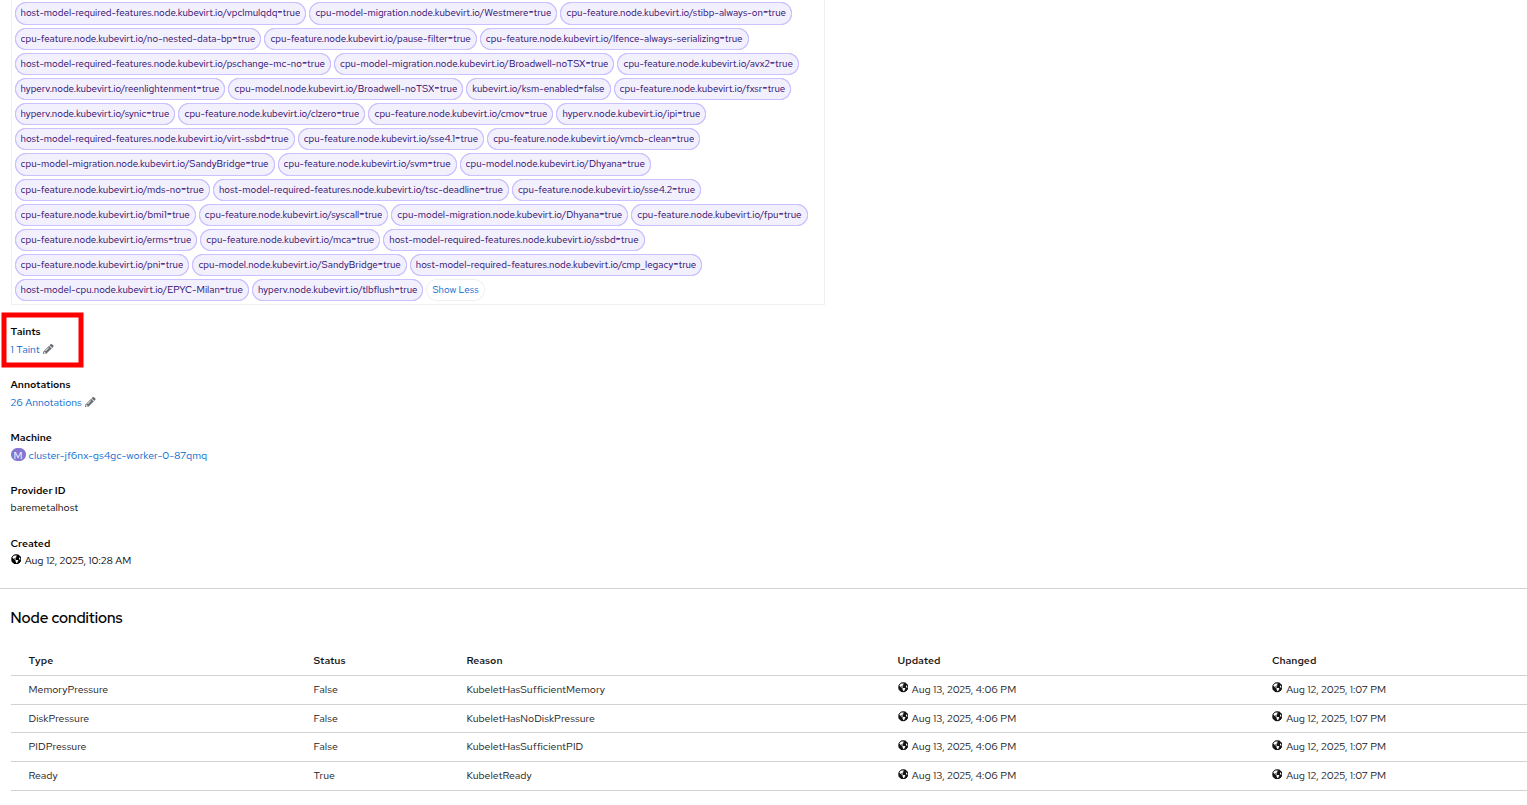 host-model-required-features.node.kubevirt.io/vpclmulqdq=true cpu-model-migration.node.kubevirt.io/Westmere=true cpu-feature.node.kubevirt.io/stibp-always-on=true
cpu-feature.node.kubevirt.io/no-nested-data-bp=true cpu-feature.node.kubevirt.io/pause-filter=true cpu-feature.node.kubevirt.io/lfence-always-serializing=true
host-model-required-features.node.kubevirt.io/pschange-mc-no=true cpu-model-migration.node.kubevirt.io/Broadwell-noTSX=true cpu-feature.node.kubevirt.io/avx2=true
hyperv.node.kubevirt.io/reenlightenment=true cpu-model.node.kubevirt.io/Broadwell-noTSX=true kubevirt.io/ksm-enabled=false cpu-feature.node.kubevirt.io/fxsr=true
hyperv.node.kubevirt.io/synic=true cpu-feature.node.kubevirt.io/clzero=true cpu-feature.node.kubevirt.io/cmov=true hyperv.node.kubevirt.io/ipi=true
host-model-required-features.node.kubevirt.io/virt-ssbd=true cpu-feature.node.kubevirt.io/sse4.1=true cpu-feature.node.kubevirt.io/vmcb-clean=true
cpu-model-migration.node.kubevirt.io/SandyBridge=true cpu-feature.node.kubevirt.io/svm=true cpu-model.node.kubevirt.io/Dhyana=true
cpu-feature.node.kubevirt.io/mds-no=true host-model-required-features.node.kubevirt.io/tsc-deadline=true cpu-feature.node.kubevirt.io/sse4.2=true
cpu-feature.node.kubevirt.io/bmi1=true cpu-feature.node.kubevirt.io/syscall=true cpu-model-migration.node.kubevirt.io/Dhyana=true cpu-feature.node.kubevirt.io/fpu=true
cpu-feature.node.kubevirt.io/erms=true cpu-feature.node.kubevirt.io/mca=true host-model-required-features.node.kubevirt.io/ssbd=true
cpu-feature.node.kubevirt.io/pni=true cpu-model.node.kubevirt.io/SandyBridge=true host-model-required-features.node.kubevirt.io/cmp_legacy=true
host-model-cpu.node.kubevirt.io/EPYC-Milan=true hyperv.node.kubevirt.io/tlbflush=true Show Less
Taints
1 Taint
Annotations
26 Annotations
Machine
M cluster-jf6nx-gs4gc-worker-0-87qmq
Provider ID
baremetalhost
Created
Aug 12, 2025, 10:28 AM
Node conditions
Type Status Reason Updated Changed
MemoryPressure False KubeletHasSufficientMemory Aug 13, 2025, 4:06 PM Aug 12, 2025, 1:07 PM
DiskPressure False KubeletHasNoDiskPressure Aug 13, 2025, 4:06 PM Aug 12, 2025, 1:07 PM
PIDPressure False KubeletHasSufficientPID Aug 13, 2025, 4:06 PM Aug 12, 2025, 1:07 PM
Ready True KubeletReady Aug 13, 2025, 4:06 PM Aug 12, 2025, 1:07 PM